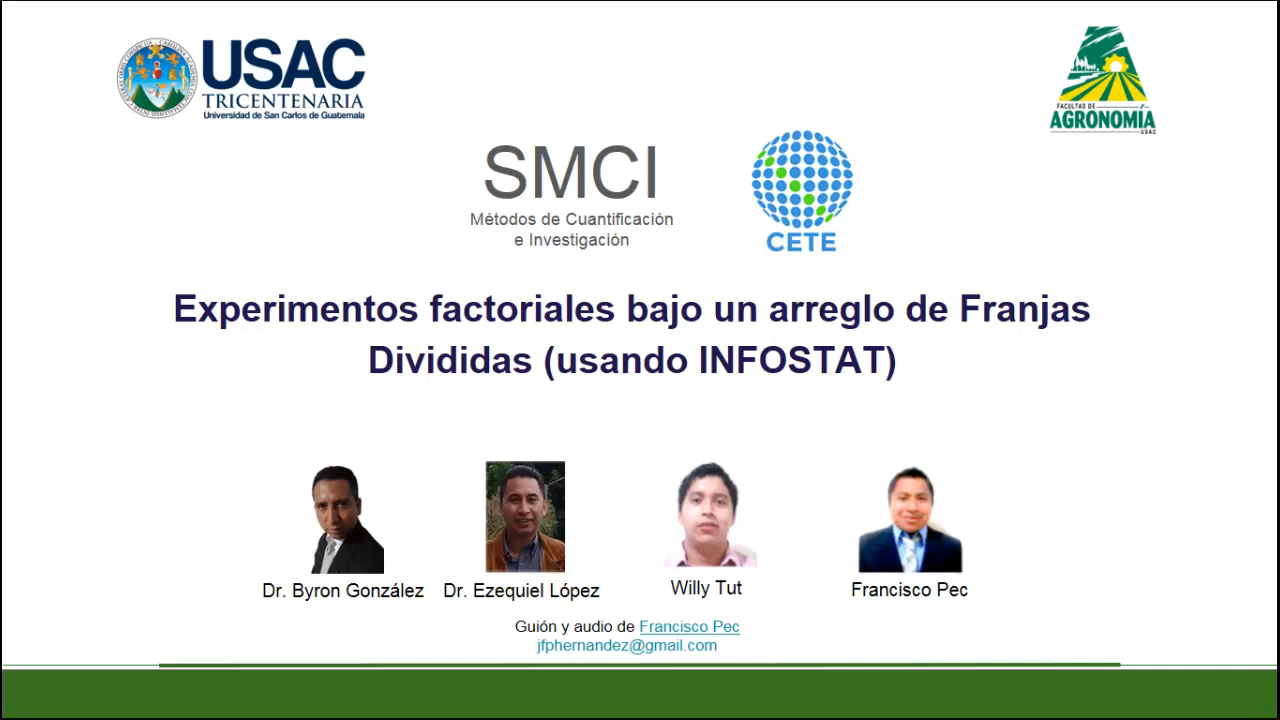 USAC
TRICENTENARIA
Universidad de San Carlos de Guatemala
FACULTAD DE
AGRONOMÍA
USAC
SMCI
Métodos de Cuantificación
e Investigación
CETE
Experimentos factoriales bajo un arreglo de Franjas
Divididas (usando INFOSTAT)
Dr. Byron González
Dr. Ezequiel López
Willy Tut
Francisco Pec
Guión y audio de Francisco Pec
jfphernandez@gmail.com